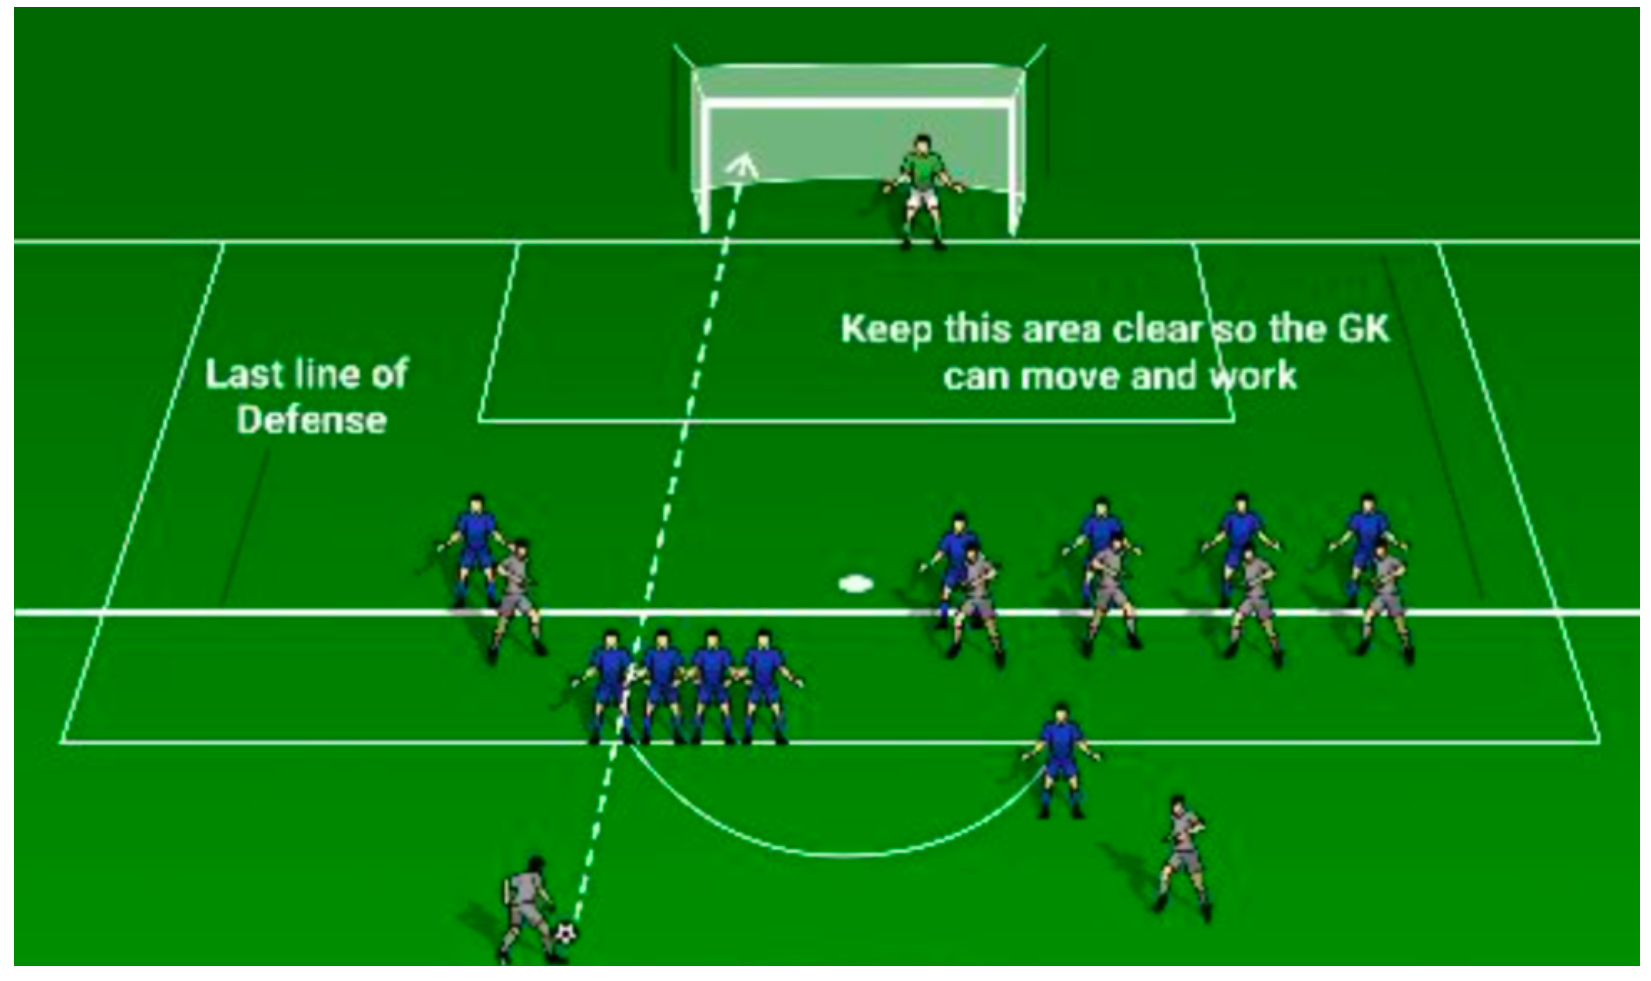 Keep this area clear so the GK
can move and work
Last line of
Defense